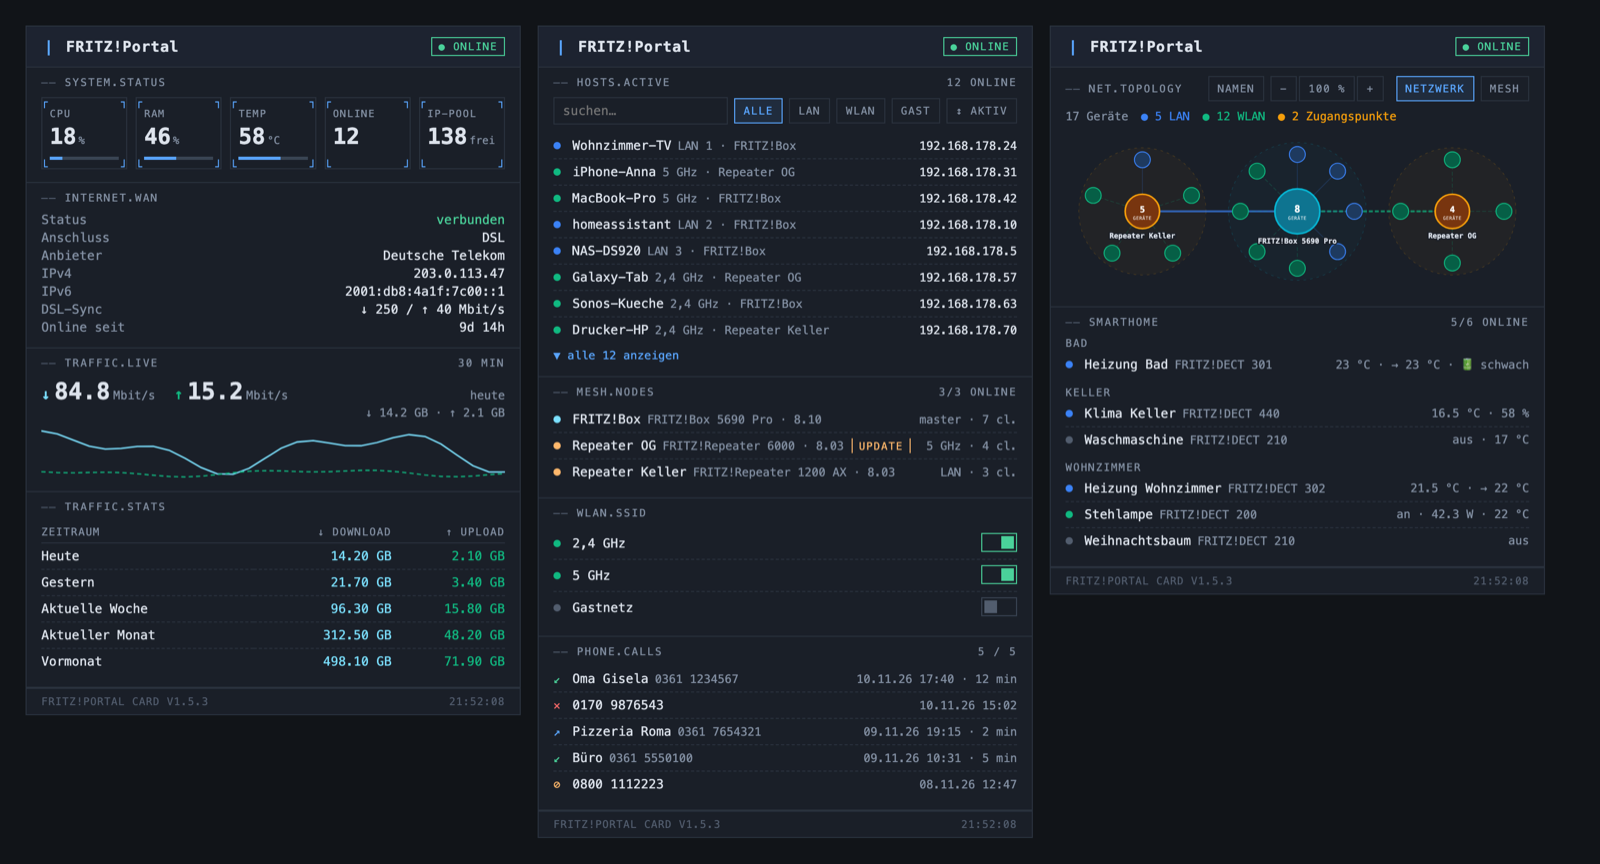 FRITZ!Portal
● ONLINE
—— SYSTEM.STATUS
CPU
18 %
RAM
46 %
TEMP
58 °C
ONLINE
12
IP-POOL
138 frei
—— INTERNET.WAN
Status verbunden
Anschluss DSL
Anbieter Deutsche Telekom
IPv4 203.0.113.47
IPv6 2001:db8:4a1f:7c00::1
DSL-Sync ↓ 250 / ↑ 40 Mbit/s
Online seit 9d 14h
—— TRAFFIC.LIVE 30 MIN
↓ 84.8 Mbit/s ↑ 15.2 Mbit/s heute
↓ 14.2 GB · ↑ 2.1 GB
—— TRAFFIC.STATS
ZEITRAUM ↓ DOWNLOAD ↑ UPLOAD
Heute 14.20 GB 2.10 GB
Gestern 21.70 GB 3.40 GB
Aktuelle Woche 96.30 GB 15.80 GB
Aktueller Monat 312.50 GB 48.20 GB
Vormonat 498.10 GB 71.90 GB
FRITZ!PORTAL CARD V1.5.3 21:52:08
FRITZ!Portal
● ONLINE
—— HOSTS.ACTIVE 12 ONLINE
suchen… ALLE LAN WLAN GAST ↕ AKTIV
Wohnzimmer-TV LAN 1 · FRITZ!Box 192.168.178.24
iPhone-Anna 5 GHz · Repeater OG 192.168.178.31
MacBook-Pro 5 GHz · FRITZ!Box 192.168.178.42
homeassistant LAN 2 · FRITZ!Box 192.168.178.10
NAS-DS920 LAN 3 · FRITZ!Box 192.168.178.5
Galaxy-Tab 2,4 GHz · Repeater OG 192.168.178.57
Sonos-Kueche 2,4 GHz · FRITZ!Box 192.168.178.63
Drucker-HP 2,4 GHz · Repeater Keller 192.168.178.70
▼ alle 12 anzeigen
—— MESH.NODES 3/3 ONLINE
FRITZ!Box FRITZ!Box 5690 Pro · 8.10 master · 7 cl.
Repeater OG FRITZ!Repeater 6000 · 8.03 UPDATE 5 GHz · 4 cl.
Repeater Keller FRITZ!Repeater 1200 AX · 8.03 LAN · 3 cl.
—— WLAN.SSID
2,4 GHz
5 GHz
Gastnetz
—— PHONE.CALLS 5 / 5
↙ Oma Gisela 0361 1234567 10.11.26 17:40 · 12 min
✕ 0170 9876543 10.11.26 15:02
↗ Pizzeria Roma 0361 7654321 09.11.26 19:15 · 2 min
↙ Büro 0361 5550100 09.11.26 10:31 · 5 min
⊘ 0800 1112223 08.11.26 12:47
FRITZ!PORTAL CARD V1.5.3 21:52:08
FRITZ!Portal
● ONLINE
—— NET.TOPOLOGY NAMEN − 100 % + NETZWERK MESH
17 Geräte ● 5 LAN ● 12 WLAN ● 2 Zugangspunkte
5
GERÄTE
Repeater Keller
8
GERÄTE
FRITZ!Box 5690 Pro
4
GERÄTE
Repeater OG
—— SMARTHOME 5/6 ONLINE
BAD
Heizung Bad FRITZ!DECT 301 23 °C · → 23 °C · 🔋 schwach
KELLER
Klima Keller FRITZ!DECT 440 16.5 °C · 58 %
Waschmaschine FRITZ!DECT 210 aus · 17 °C
WOHNZIMMER
Heizung Wohnzimmer FRITZ!DECT 302 21.5 °C · → 22 °C
Stehlampe FRITZ!DECT 200 an · 42.3 W · 22 °C
Weihnachtsbaum FRITZ!DECT 210 aus
FRITZ!PORTAL CARD V1.5.3 21:52:08